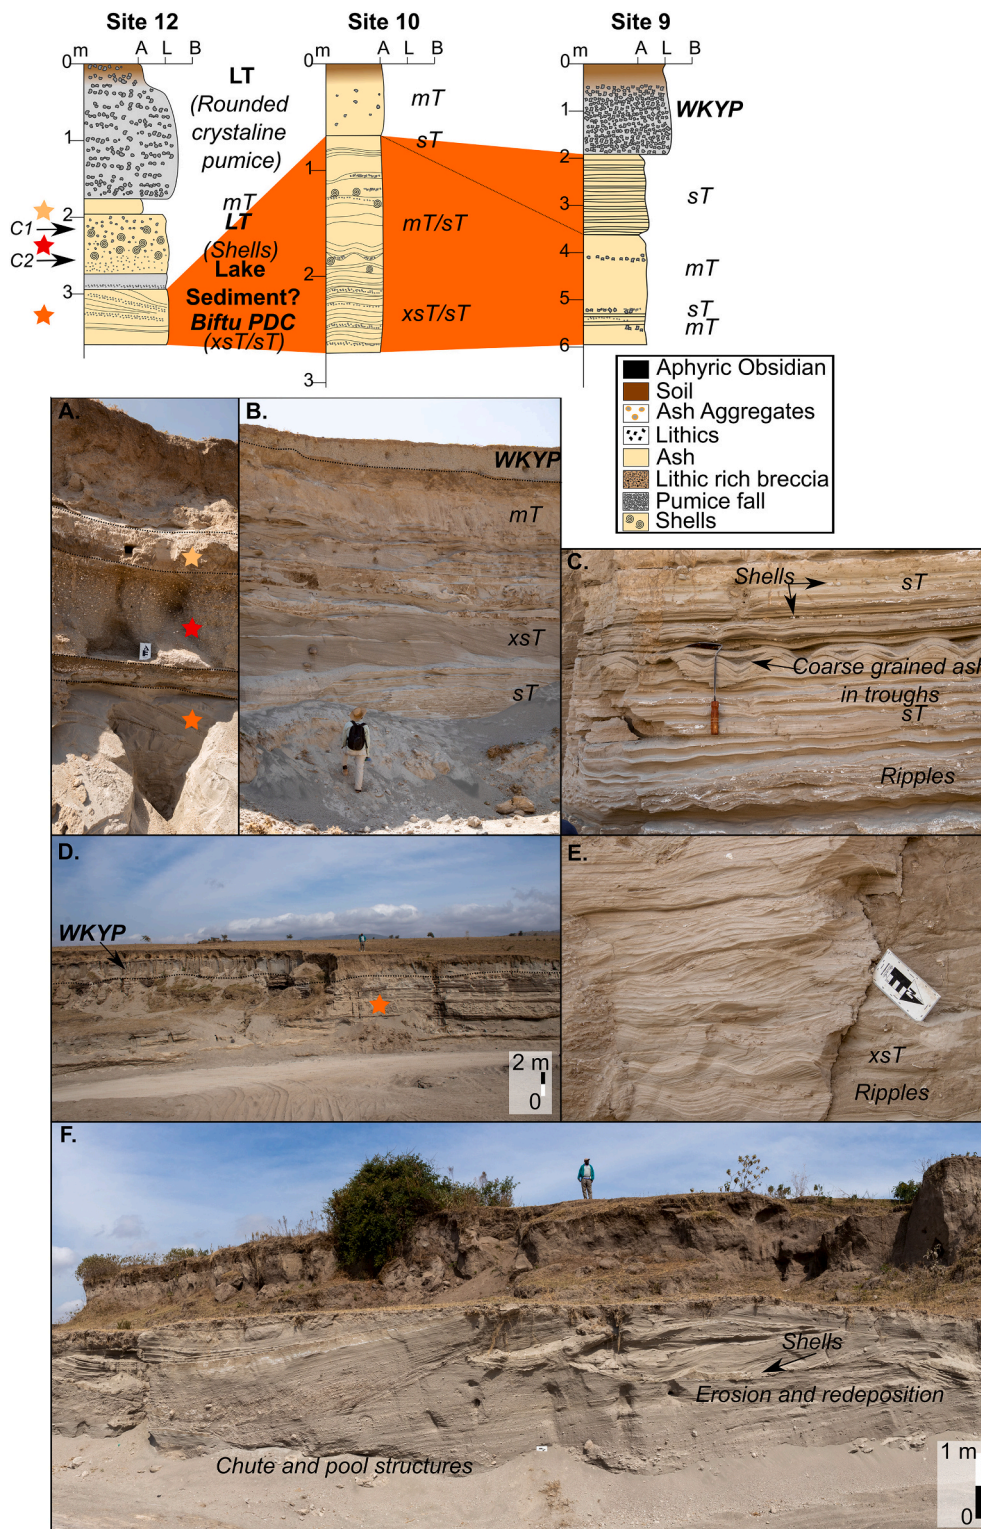 Site 12
Site 10
Site 9
m A L B
m A L B
m A L B
0
1
2
3
0
1
2
3
0
1
2
3
4
5
6
LT
(Rounded
crystaline
pumice)
mT
LT
(Shells)
Lake
Sediment?
Biftu PDC
(xsT/sT)
C1
C2
mT
sT
mT/sT
xsT/sT
WKYP
sT
mT
sT
mT
Aphyric Obsidian
Soil
Ash Aggregates
Lithics
Ash
Lithic rich breccia
Pumice fall
Shells
A.
B.
WKYP
mT
xsT
sT
C.
Shells
sT
Coarse grained ash
in troughs
sT
Ripples
D.
WKYP
2 m
0
E.
xsT
Ripples
F.
Shells
Erosion and redeposition
Chute and pool structures
1 m
0